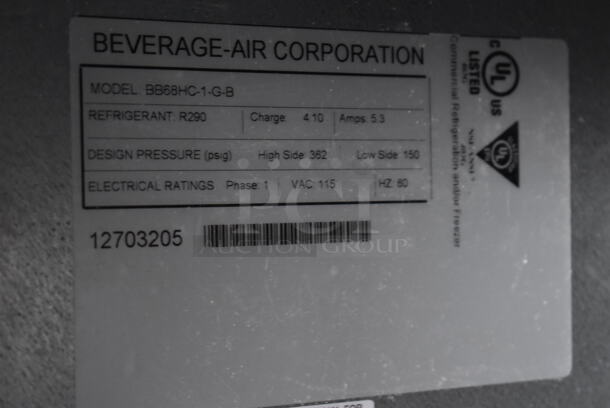 BEVERAGE-AIR CORPORATION
MODEL: BB68HC-1-G-B
REFRIGERANT: R290 Charge: 4.10 Amps: 5.3
DESIGN PRESSURE (psig) High Side: 362 Low Side: 150
ELECTRICAL RATINGS Phase: 1 VAC: 115 HZ: 60
12703205
PCI
AUCTION GROUP
C UL US
LISTED
Commercial Refrigeration and/or Freezer
UL